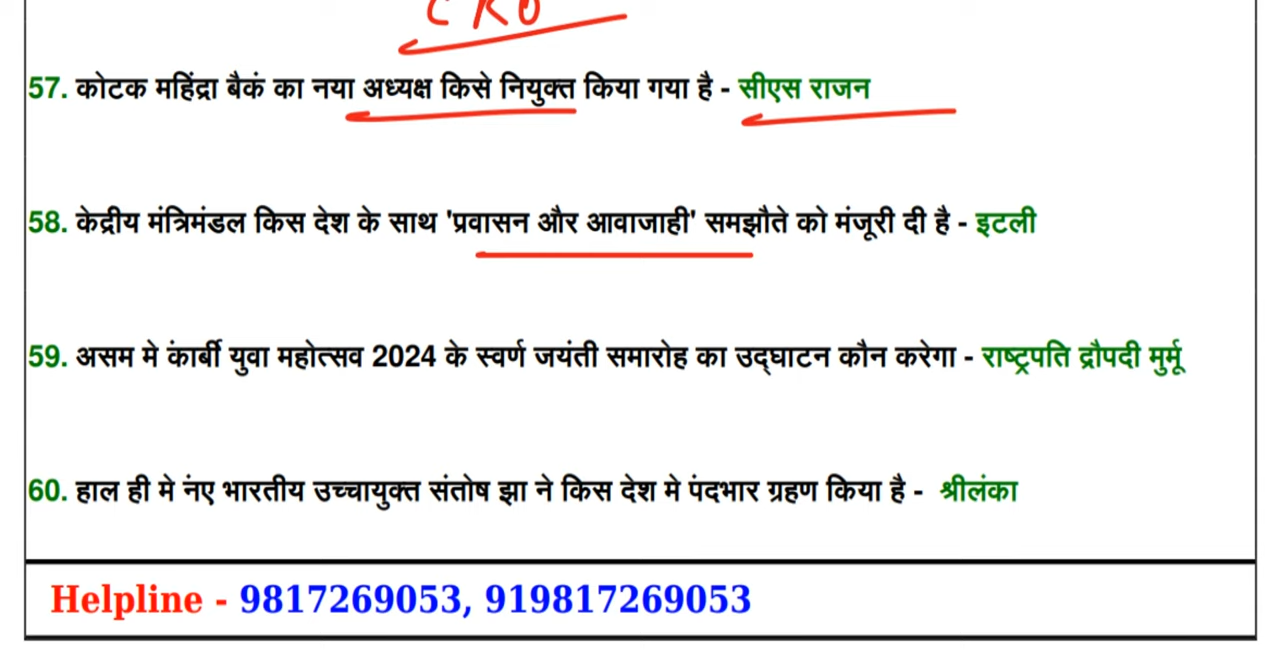 57. कोटक महिंद्रा बैकं का नया अध्यक्ष किसे नियुक्त किया गया है - सीएस राजन
58. केद्रीय मंत्रिमंडल किस देश के साथ 'प्रवासन और आवाजाही' समझौते को मंजूरी दी है - इटली
59. असम मे कंार्बी युवा महोत्सव 2024 के स्वर्ण जयंती समारोह का उद्घाटन कौन करेगा - राष्ट्रपति द्रौपदी मुर्मू
60. हाल ही मे नंए भारतीय उच्चायुक्त संतोष झा ने किस देश मे पंदभार ग्रहण किया है - श्रीलंका
Helpline - 9817269053, 919817269053